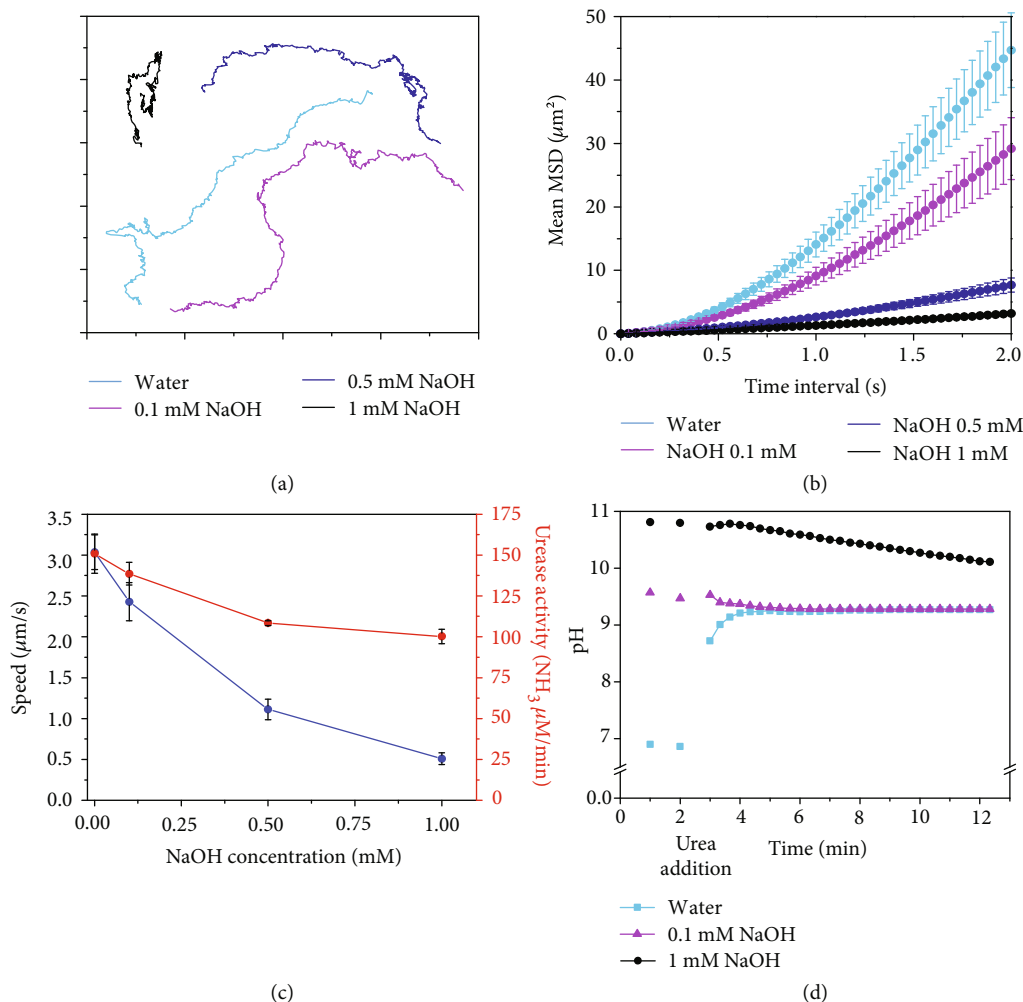 Water
0.1 mM NaOH
0.5 mM NaOH
1 mM NaOH
(a)
50
40
30
20
10
0
Mean MSD (μm²)
0.0 0.5 1.0 1.5 2.0
Time interval (s)
Water
NaOH 0.1 mM
NaOH 0.5 mM
NaOH 1 mM
(b)
3.5
3.0
2.5
2.0
1.5
1.0
0.5
0.0
Speed (μm/s)
175
150
125
100
75
50
25
0
Urease activity (NH₃ μM/min)
0.00 0.25 0.50 0.75 1.00
NaOH concentration (mM)
(c)
11
10
9
8
7
0.0
pH
0 2 4 6 8 10 12
Urea
addition
Time (min)
Water
0.1 mM NaOH
1 mM NaOH
(d)